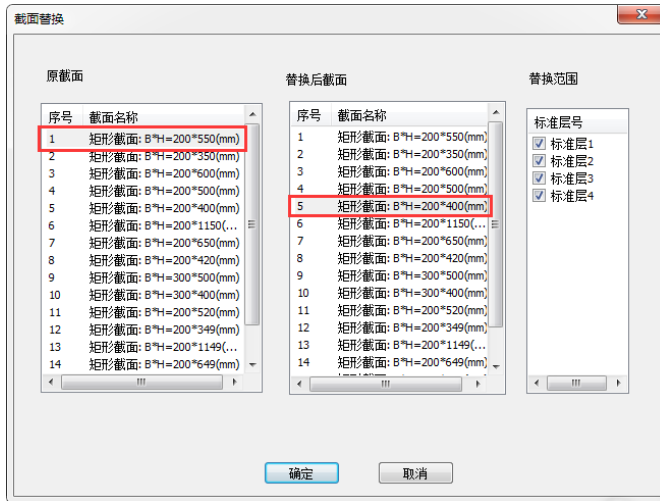 截面替换
原截面
序号 截面名称
1 矩形截面: B*H=200*550(mm)
2 矩形截面: B*H=200*350(mm)
3 矩形截面: B*H=200*600(mm)
4 矩形截面: B*H=200*500(mm)
5 矩形截面: B*H=200*400(mm)
6 矩形截面: B*H=200*1150(...
7 矩形截面: B*H=200*650(mm)
8 矩形截面: B*H=200*420(mm)
9 矩形截面: B*H=300*500(mm)
10 矩形截面: B*H=300*400(mm)
11 矩形截面: B*H=200*520(mm)
12 矩形截面: B*H=200*349(mm)
13 矩形截面: B*H=200*1149(...
14 矩形截面: B*H=200*649(mm)
替换后截面
序号 截面名称
1 矩形截面: B*H=200*550(mm)
2 矩形截面: B*H=200*350(mm)
3 矩形截面: B*H=200*600(mm)
4 矩形截面: B*H=200*500(mm)
5 矩形截面: B*H=200*400(mm)
6 矩形截面: B*H=200*1150(...
7 矩形截面: B*H=200*650(mm)
8 矩形截面: B*H=200*420(mm)
9 矩形截面: B*H=300*500(mm)
10 矩形截面: B*H=300*400(mm)
11 矩形截面: B*H=200*520(mm)
12 矩形截面: B*H=200*349(mm)
13 矩形截面: B*H=200*1149(...
14 矩形截面: B*H=200*649(mm)
替换范围
标准层号
标准层1
标准层2
标准层3
标准层4
确定
取消